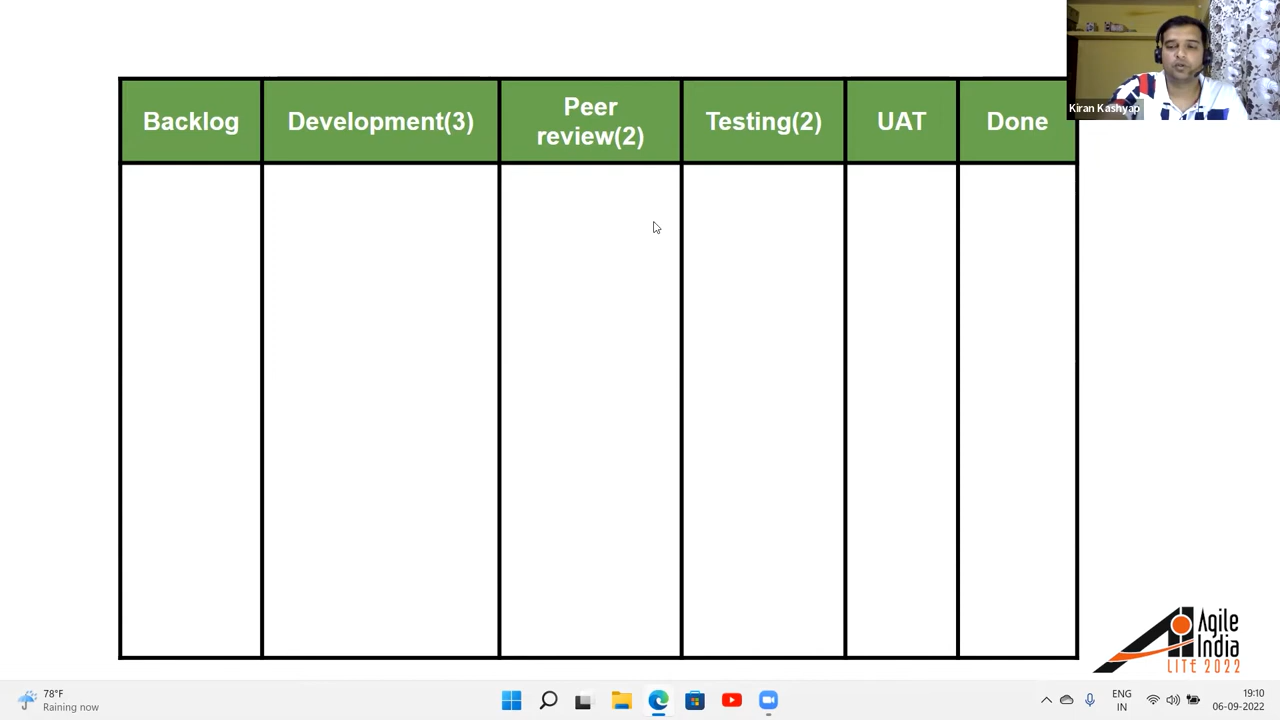 Kiran Kashyap
Backlog
Development(3)
Peer
review(2)
Testing(2)
UAT
Done
Agile
India
LITE 2022
78°F
Raining now
ENG
IN
19:10
06-09-2022